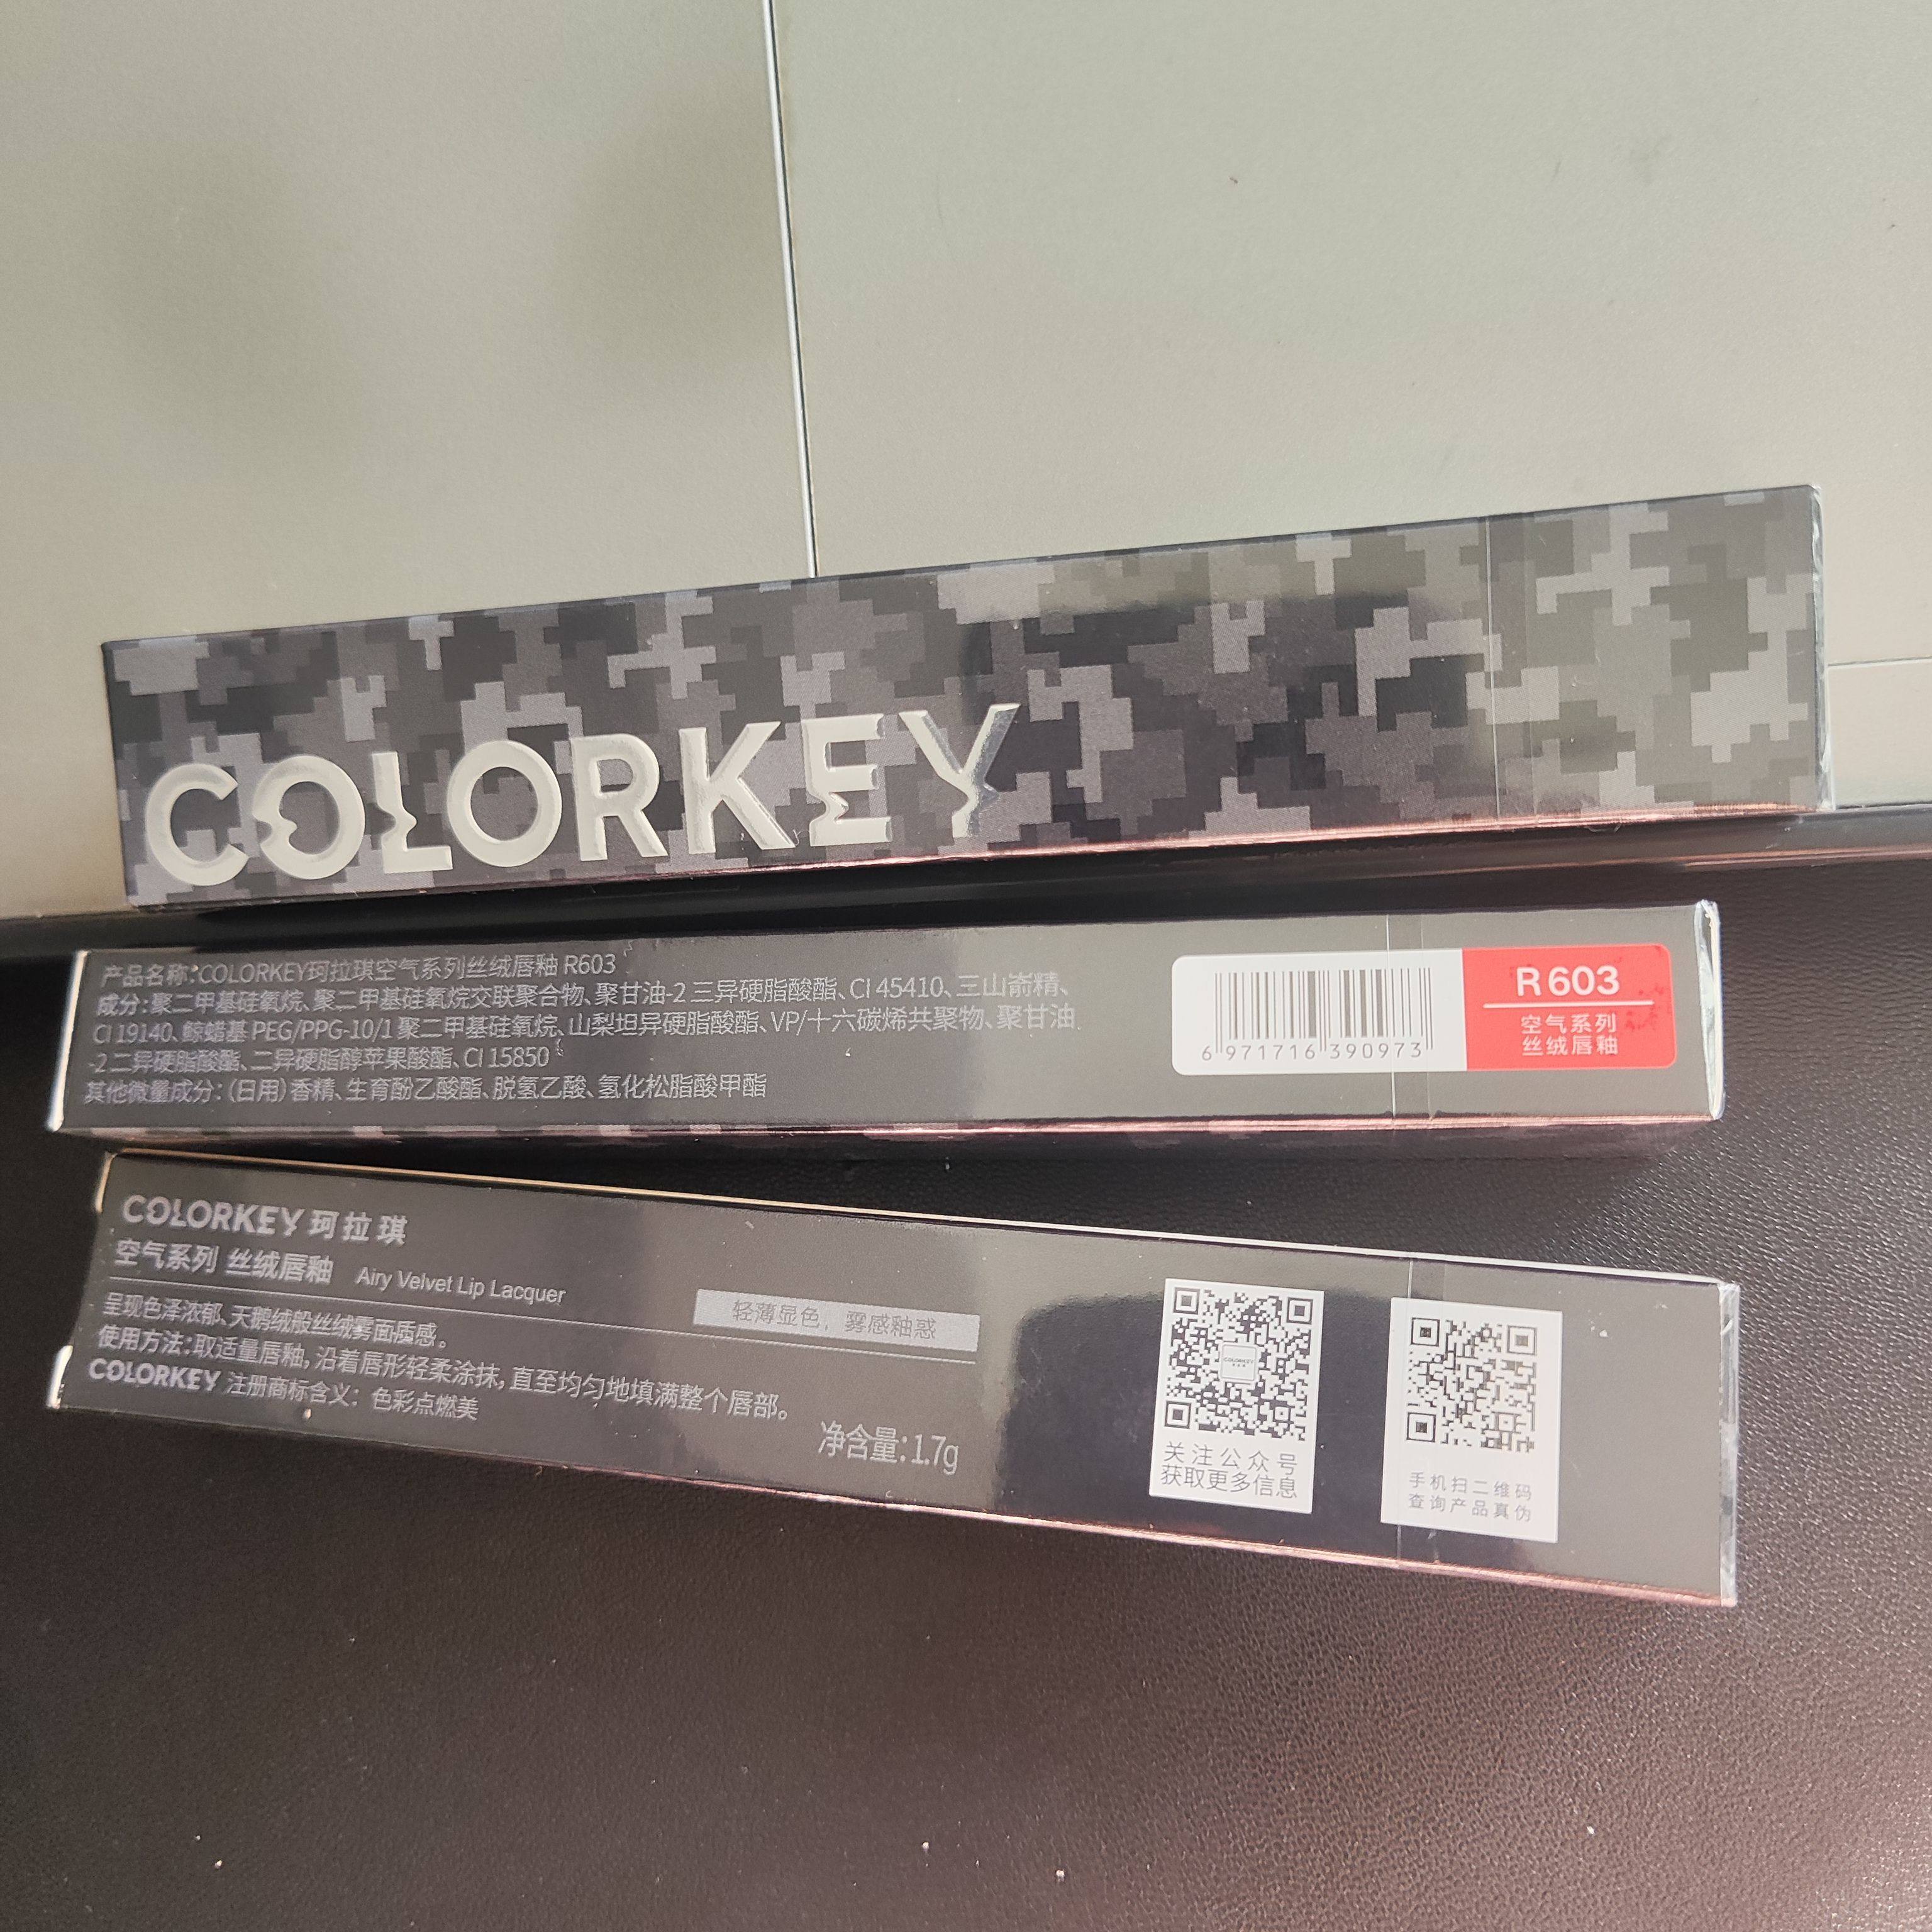 COLORKEY
产品名称:COLORKEY珂拉琪空气系列丝绒唇釉 R603
成分:聚二甲基硅氧烷、聚二甲基硅氧烷交联聚合物、聚甘油-2 三异硬脂酸酯、CI 45410、三山嵛精、
CI 19140、鲸蜡基 PEG/PPG-10/1 聚二甲基硅氧烷、山梨坦异硬脂酸酯、VP/十六碳烯共聚物、聚甘油
-2 二异硬脂酸酯、二异硬脂醇苹果酸酯、CI 15850
其他微量成分:(日用)香精、生育酚乙酸酯、脱氢乙酸、氢化松脂酸甲酯
6 971716 390973
R603
空气系列
丝绒唇釉
COLORKEY珂拉琪
空气系列 丝绒唇釉 Airy Velvet Lip Lacquer
轻薄显色,雾感釉惑
呈现色泽浓郁、天鹅绒般丝绒雾面质感。
使用方法:取适量唇釉,沿着唇形轻柔涂抹,直至均匀地填满整个唇部。
COLORKEY 注册商标含义:色彩点燃美
净含量:1.7g
COLORKEY
关注公众号
获取更多信息
手机扫二维码
查询产品真伪